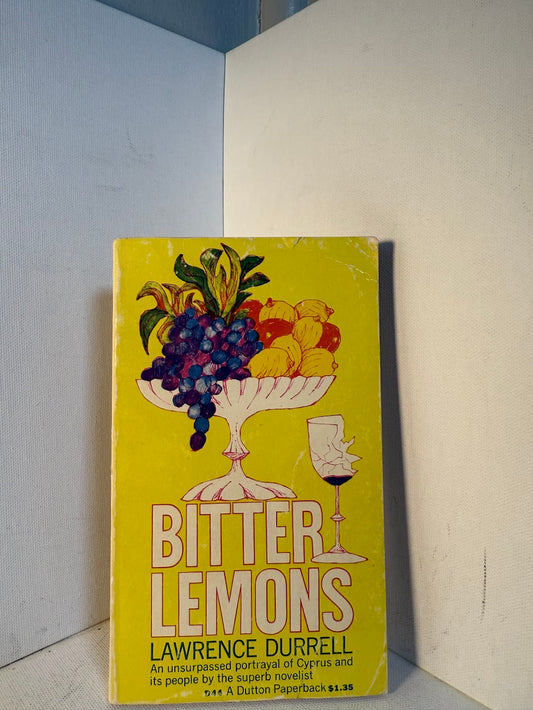 BITTER
LEMONS
LAWRENCE DURRELL
An unsurpassed portrayal of Cyprus and
its people by the superb novelist
D44 A Dutton Paperback $1.35